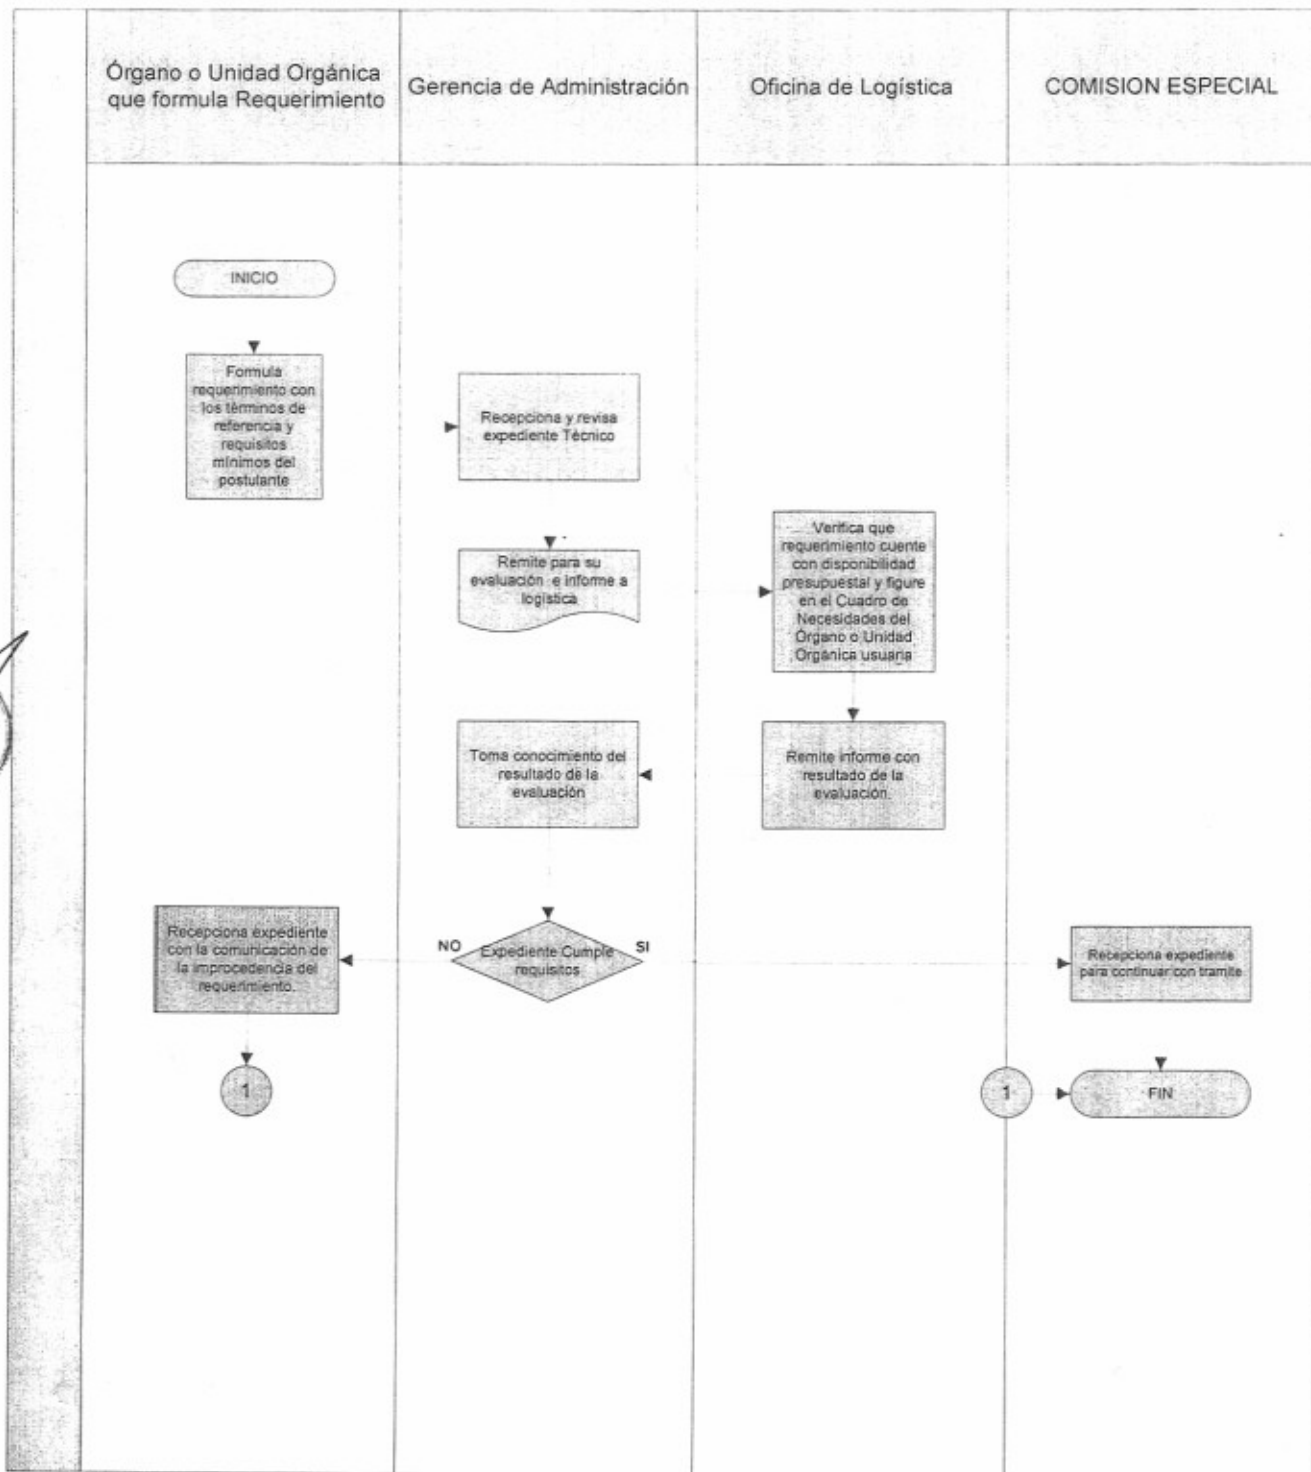 Órgano o Unidad Orgánica
que formula Requerimiento
Gerencia de Administración
Oficina de Logística
COMISION ESPECIAL
INICIO
Formula
requerimiento con
los términos de
referencia y
requisitos
mínimos del
postulante
Recepciona y revisa
expediente Técnico
Remite para su
evaluación e informe a
logística
Verifica que
requerimiento cuente
con disponibilidad
presupuestal y figure
en el Cuadro de
Necesidades del
Órgano o Unidad
Orgánica usuaria
Toma conocimiento del
resultado de la
evaluación
Remite informe con
resultado de la
evaluación.
Recepciona expediente
con la comunicación de
la improcedencia del
requerimiento.
NO
Expediente Cumple
requisitos
SI
Recepciona expediente
para continuar con tramite
1
1
FIN